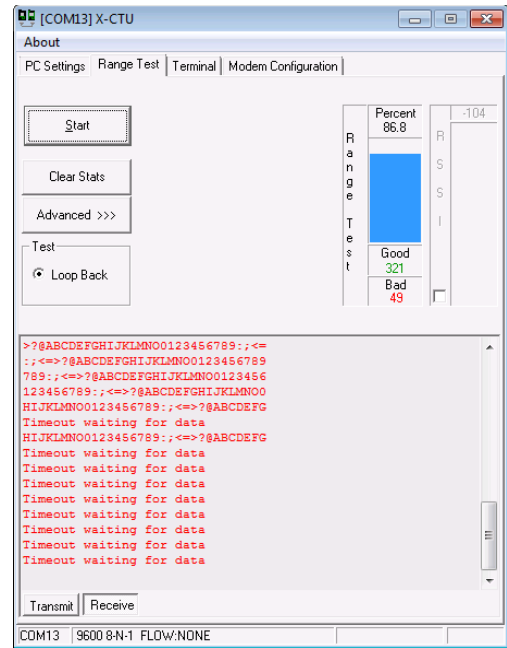 [COM13] X-CTU
About
PC Settings Range Test Terminal Modem Configuration
Start
Clear Stats
Advanced >>>
Test
Loop Back
Range Test
Percent
86.8
Good
321
Bad
49
RSSI
-104
>?@ABCDEFGHIJKLMNO0123456789:;<=
:;<=>?@ABCDEFGHIJKLMNO0123456789
789:;<=>?@ABCDEFGHIJKLMNO0123456
123456789:;<=>?@ABCDEFGHIJKLMNO0
HIJKLMNO0123456789:;<=>?@ABCDEFG
Timeout waiting for data
HIJKLMNO0123456789:;<=>?@ABCDEFG
Timeout waiting for data
Timeout waiting for data
Timeout waiting for data
Timeout waiting for data
Timeout waiting for data
Timeout waiting for data
Timeout waiting for data
Timeout waiting for data
Transmit Receive
COM13 9600 8-N-1 FLOW:NONE